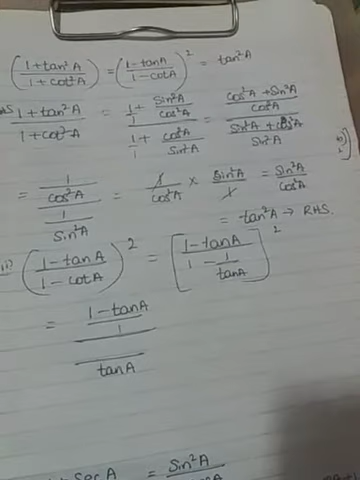 (1+tan²A / 1+cot²A) = (1-tanA / 1-cotA)² = tan²A
1+tan²A / 1+cot²A = (1/1 + sin²A/cos²A) / (1/1 + cos²A/sin²A) = (cos²A+sin²A / cos²A) / (sin²A+cos²A / sin²A)
= (1/cos²A) / (1/sin²A) = 1/cos²A × sin²A/1 = sin²A/cos²A
= tan²A → RHS.
ii) (1-tanA / 1-cotA)² = [1-tanA / 1 - 1/tanA]²
= (1-tanA / 1) / ( / tanA)
sec A = sin²A